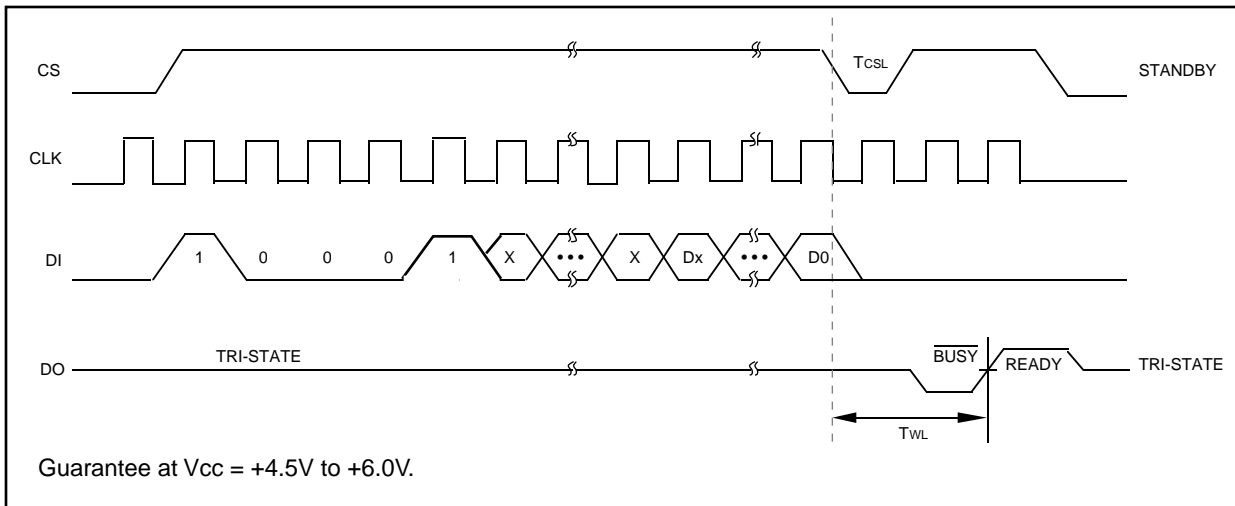 CS
TCSL
STANDBY
CLK
DI
1 0 0 0 1 X ••• X Dx ••• D0
DO
TRI-STATE
BUSY
READY
TRI-STATE
TWL
Guarantee at Vcc = +4.5V to +6.0V.